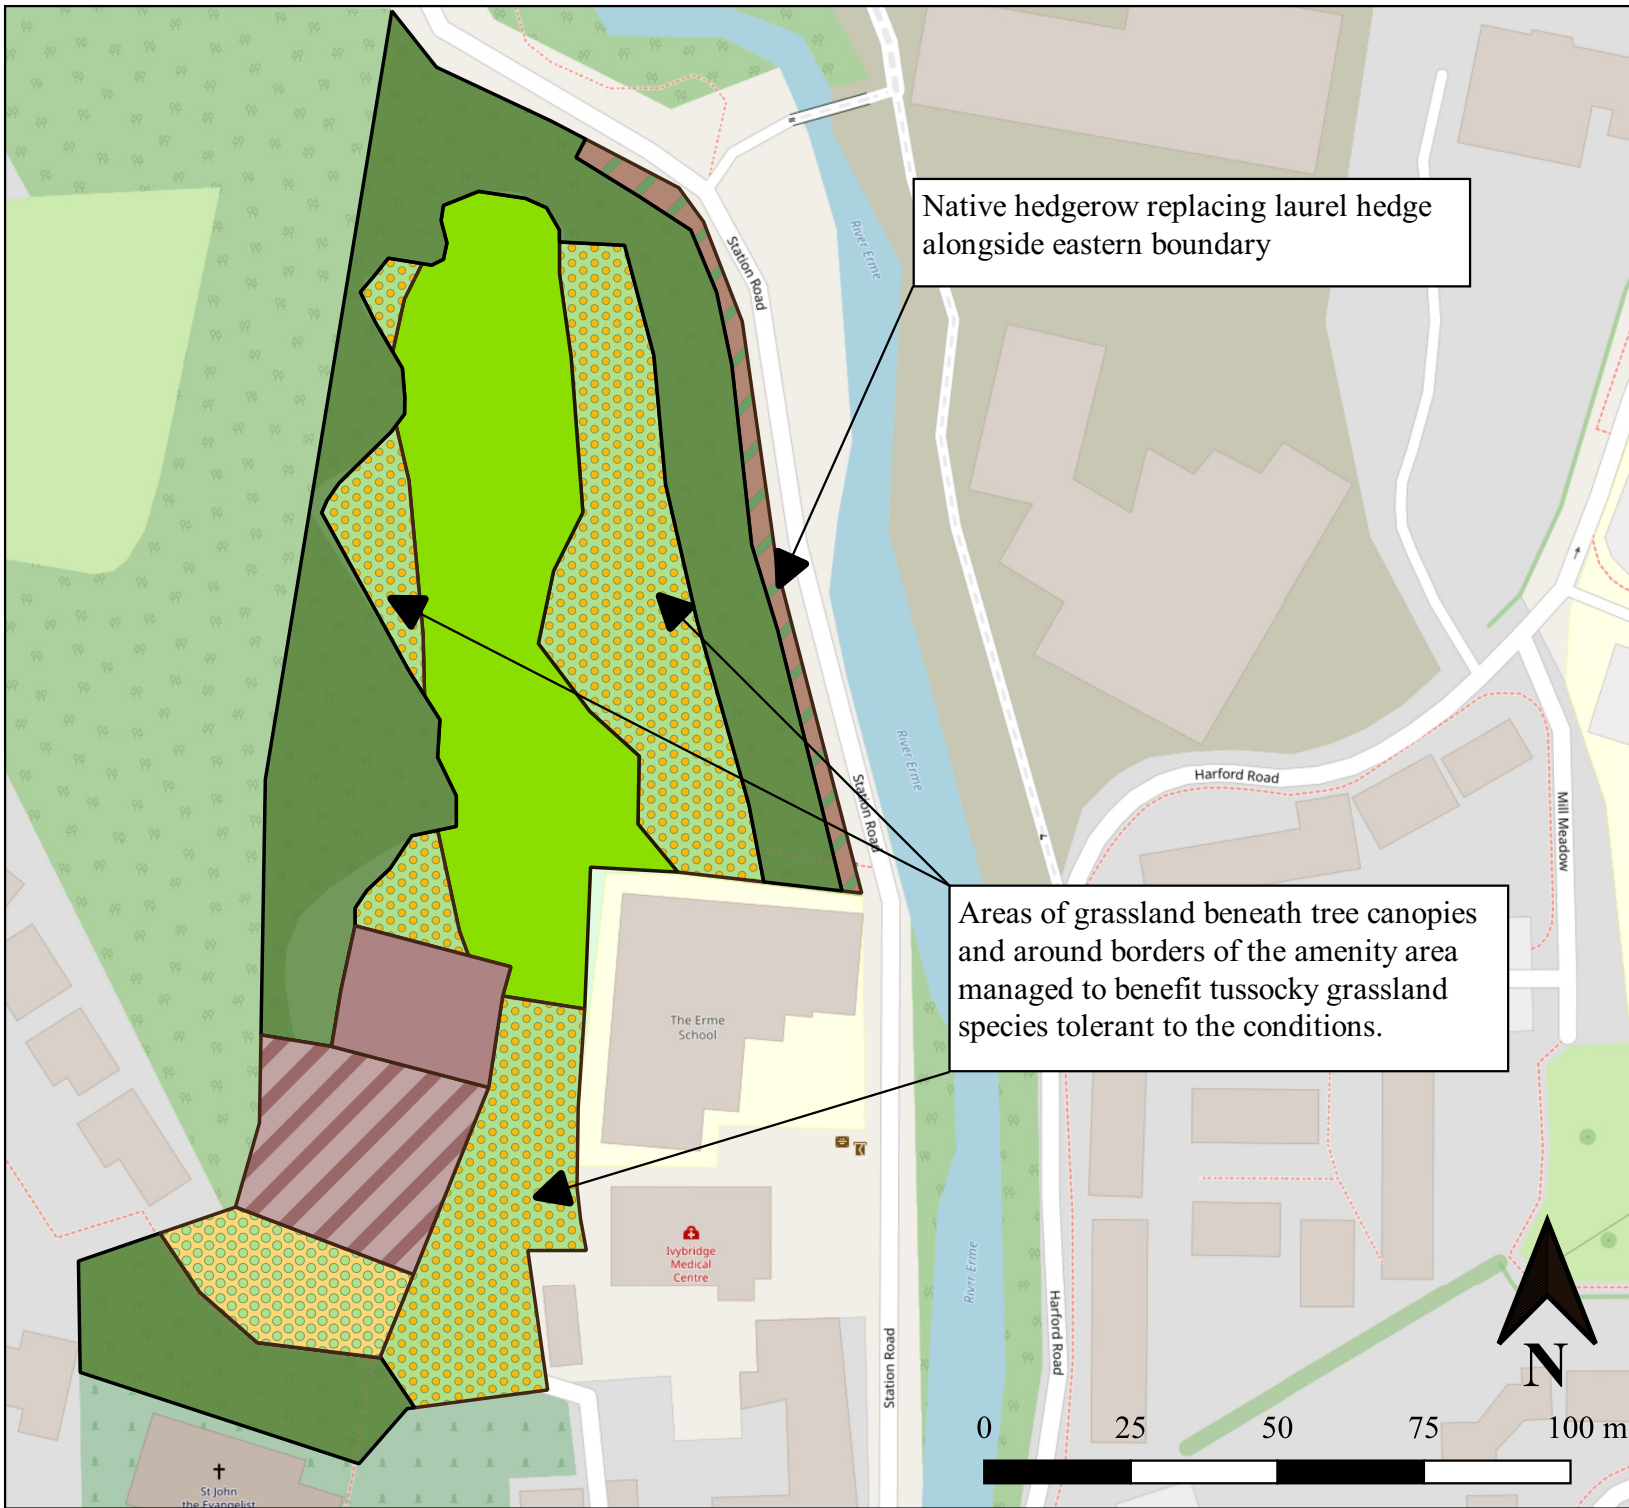 Native hedgerow replacing laurel hedge
alongside eastern boundary
River Erme
Station Road
River Erme
Station Road
Harford Road
Mill Meadow
Areas of grassland beneath tree canopies
and around borders of the amenity area
managed to benefit tussocky grassland
species tolerant to the conditions.
The Erme
School
Ivybridge
Medical
Centre
River Erme
Station Road
Harford Road
N
0 25 50 75 100 m
St John
the Evangelist